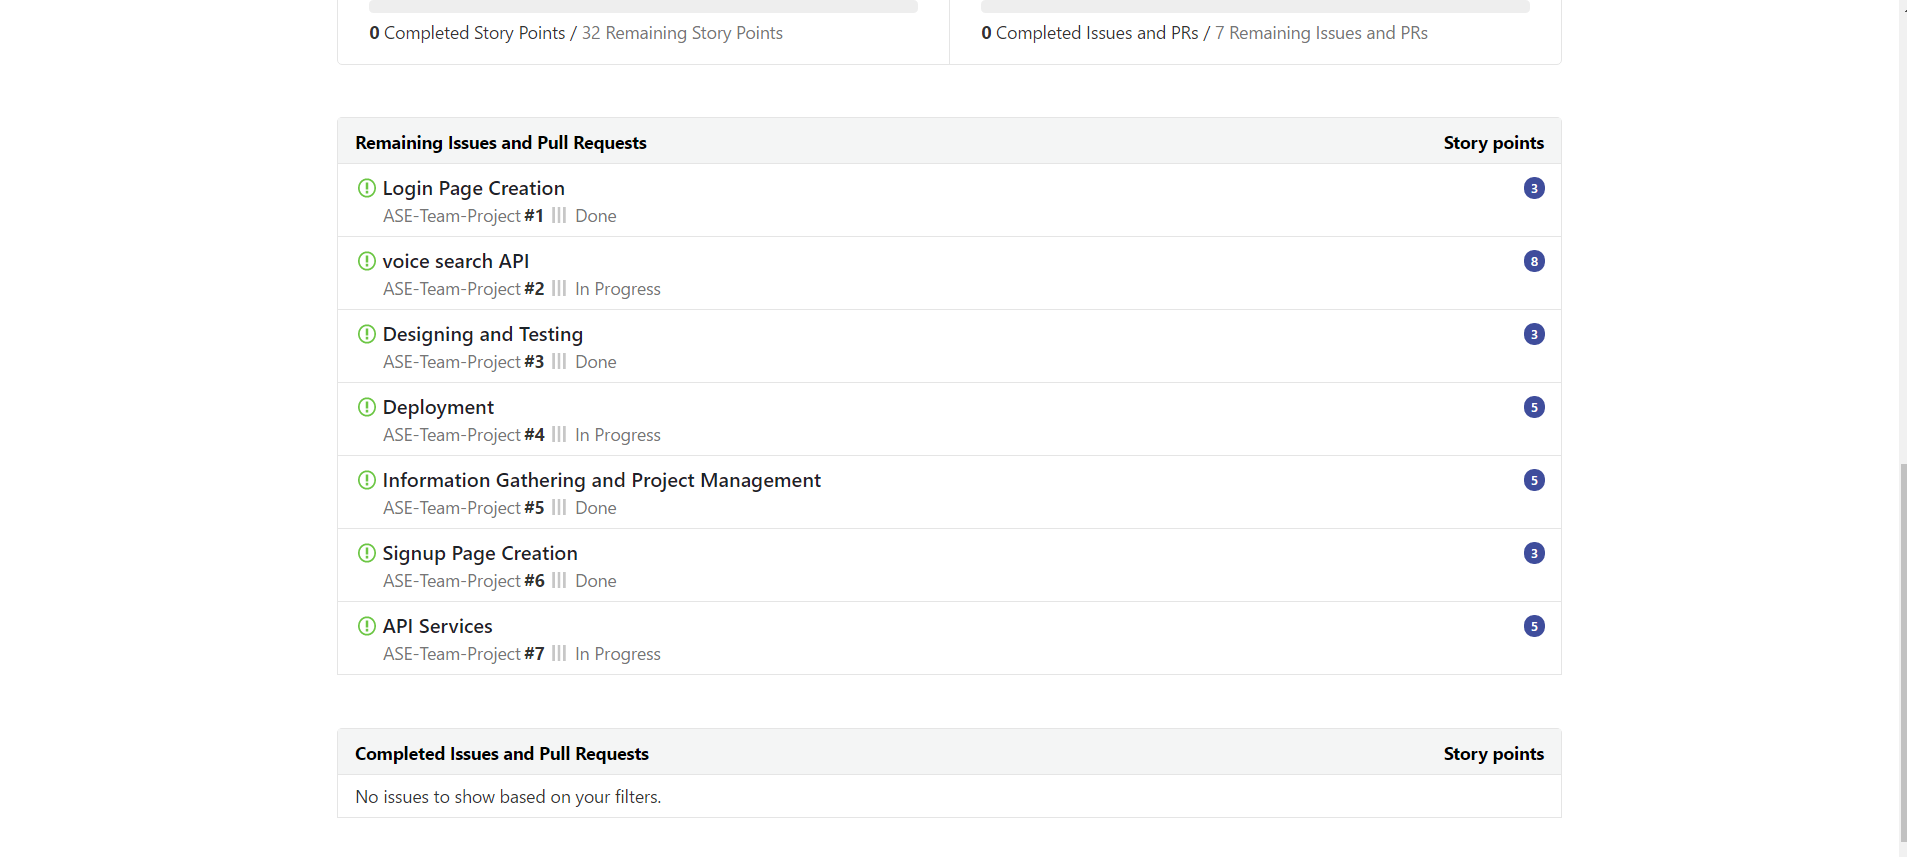 0 Completed Story Points / 32 Remaining Story Points
0 Completed Issues and PRs / 7 Remaining Issues and PRs
Remaining Issues and Pull Requests Story points
Login Page Creation 3
ASE-Team-Project #1 Done
voice search API 8
ASE-Team-Project #2 In Progress
Designing and Testing 3
ASE-Team-Project #3 Done
Deployment 5
ASE-Team-Project #4 In Progress
Information Gathering and Project Management 5
ASE-Team-Project #5 Done
Signup Page Creation 3
ASE-Team-Project #6 Done
API Services 5
ASE-Team-Project #7 In Progress
Completed Issues and Pull Requests Story points
No issues to show based on your filters.